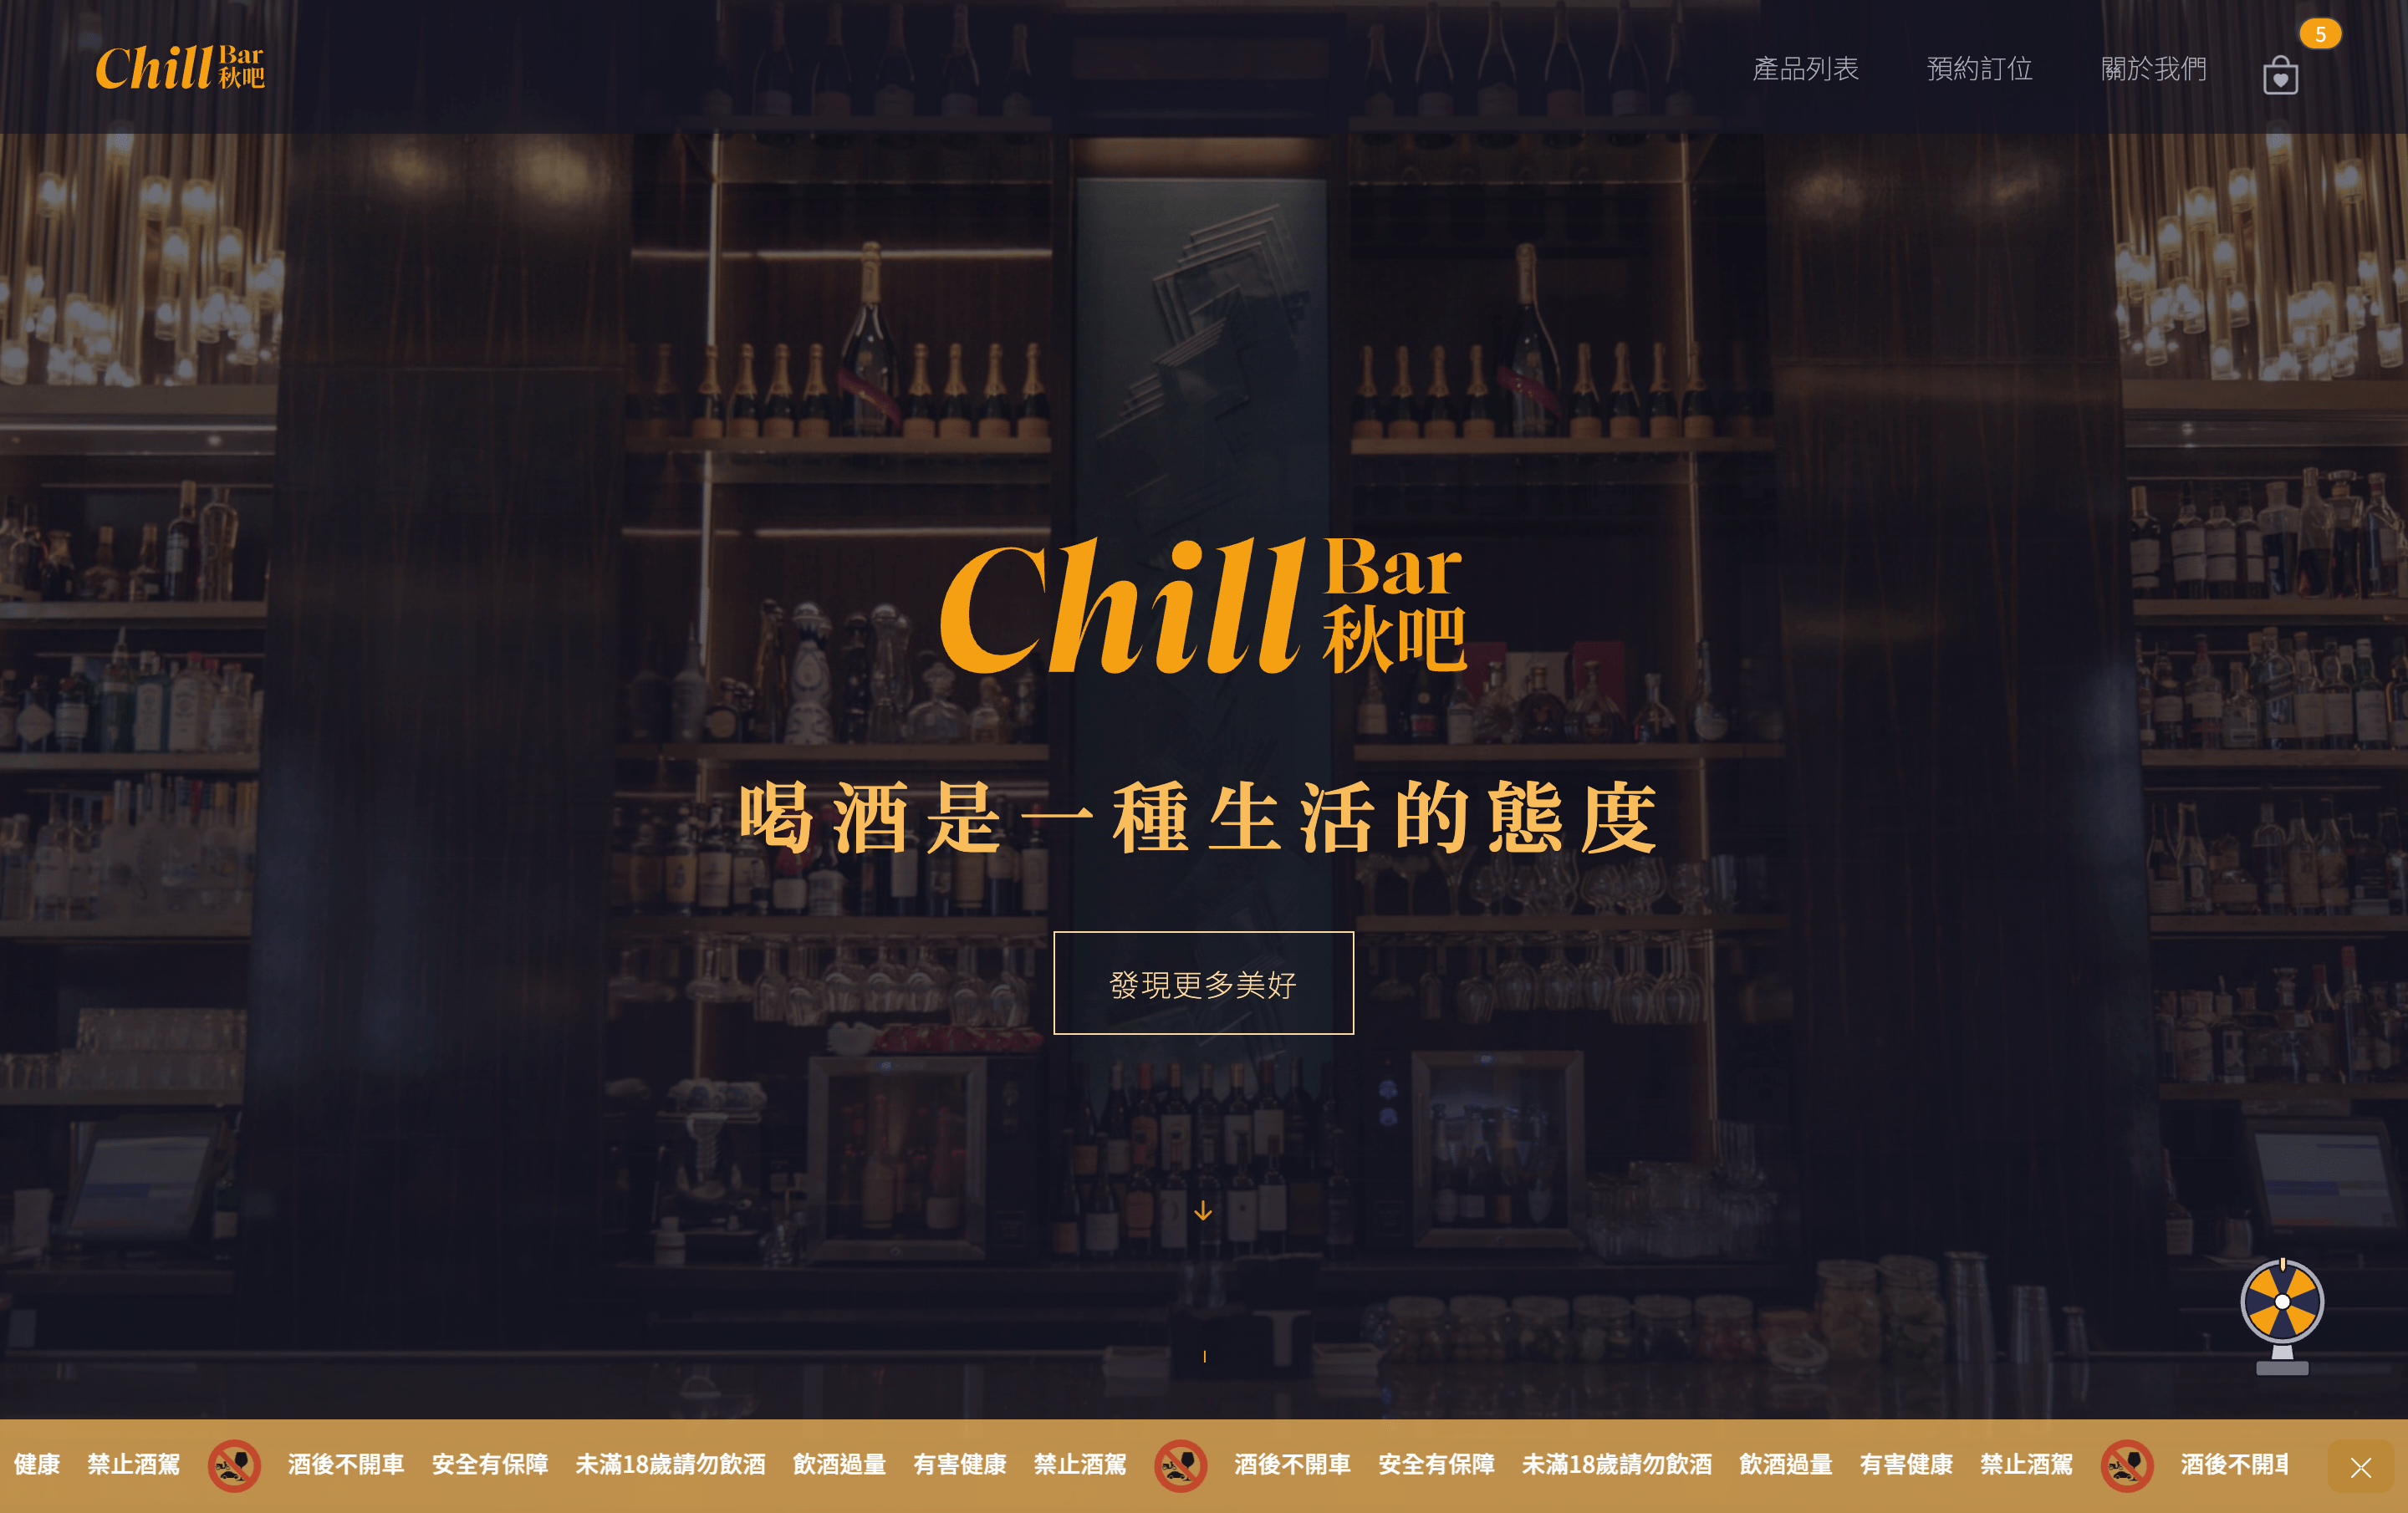 Chill Bar 秋吧
產品列表 預約訂位 關於我們 5
Chill Bar 秋吧
喝酒是一種生活的態度
發現更多美好
健康 禁止酒駕 酒後不開車 安全有保障 未滿18歲請勿飲酒 飲酒過量 有害健康 禁止酒駕 酒後不開車 安全有保障 未滿18歲請勿飲酒 飲酒過量 有害健康 禁止酒駕 酒後不開車